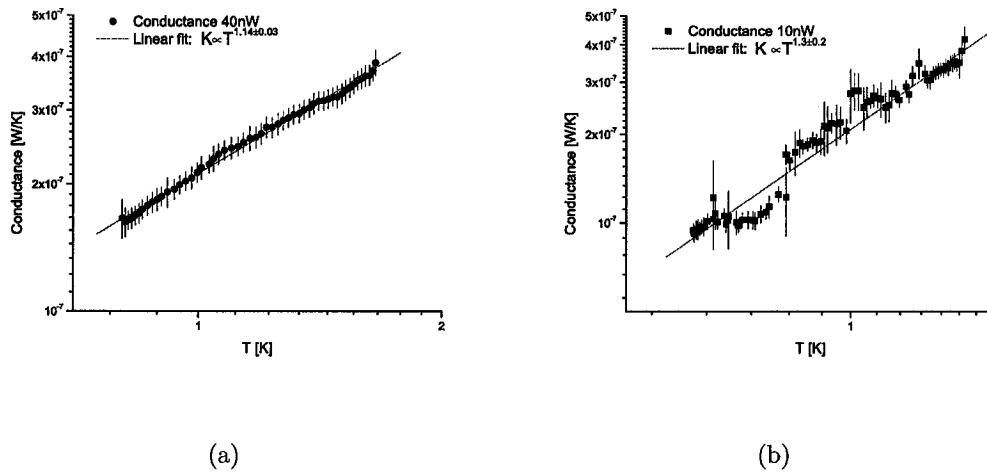 5x10⁻⁷
4x10⁻⁷
3x10⁻⁷
2x10⁻⁷
10⁻⁷
Conductance [W/K]
● Conductance 40nW
Linear fit: K∝T^1.14±0.03
1
2
T [K]
(a)
5x10⁻⁷
4x10⁻⁷
3x10⁻⁷
2x10⁻⁷
10⁻⁷
Conductance [W/K]
■ Conductance 10nW
Linear fit: K ∝T^1.3±0.2
1
T [K]
(b)